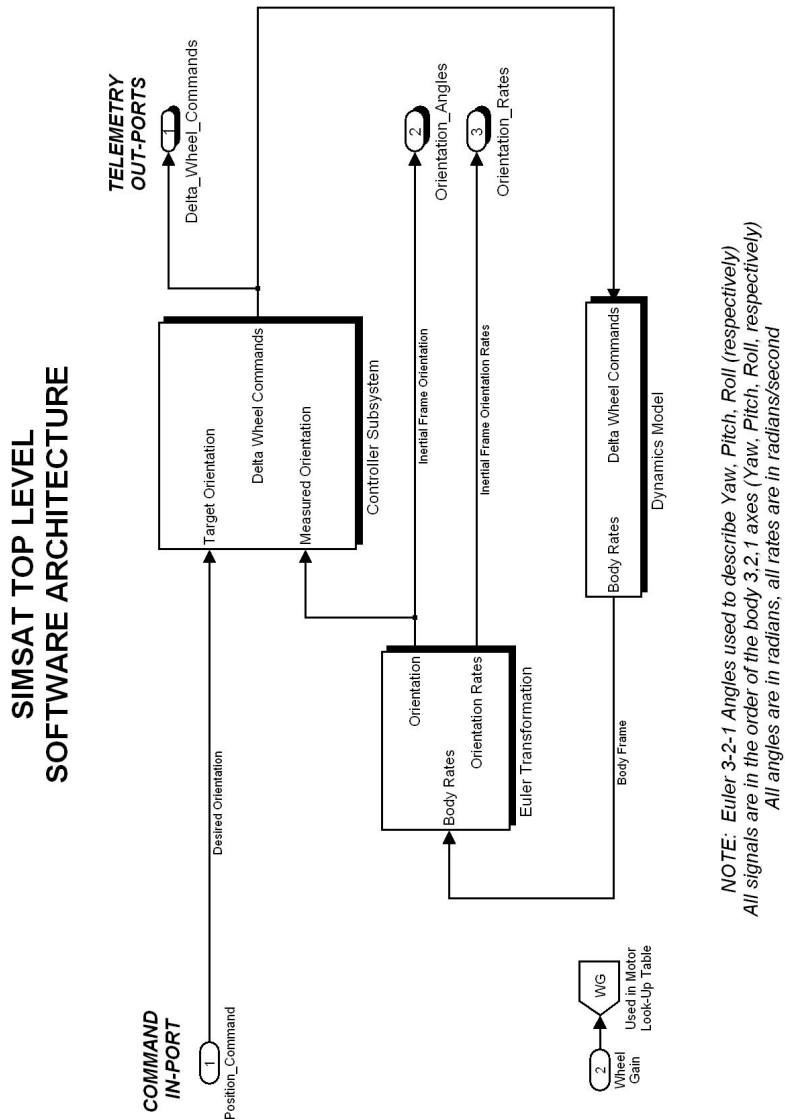 SIMSAT TOP LEVEL
SOFTWARE ARCHITECTURE
COMMAND
IN-PORT
1
Position_Command
Desired Orientation
Target Orientation
Delta Wheel Commands
Measured Orientation
Controller Subsystem
TELEMETRY
OUT-PORTS
1
Delta_Wheel_Commands
Body Rates
Orientation
Orientation Rates
Euler Transformation
Inertial Frame Orientation
2
Orientation_Angles
Inertial Frame Orientation Rates
3
Orientation_Rates
Body Frame
Body Rates
Delta Wheel Commands
Dynamics Model
2
Wheel
Gain
WG
Used in Motor
Look-Up Table
NOTE: Euler 3-2-1 Angles used to describe Yaw, Pitch, Roll (respectively)
All signals are in the order of the body 3,2,1 axes (Yaw, Pitch, Roll, respectively)
All angles are in radians, all rates are in radians/second